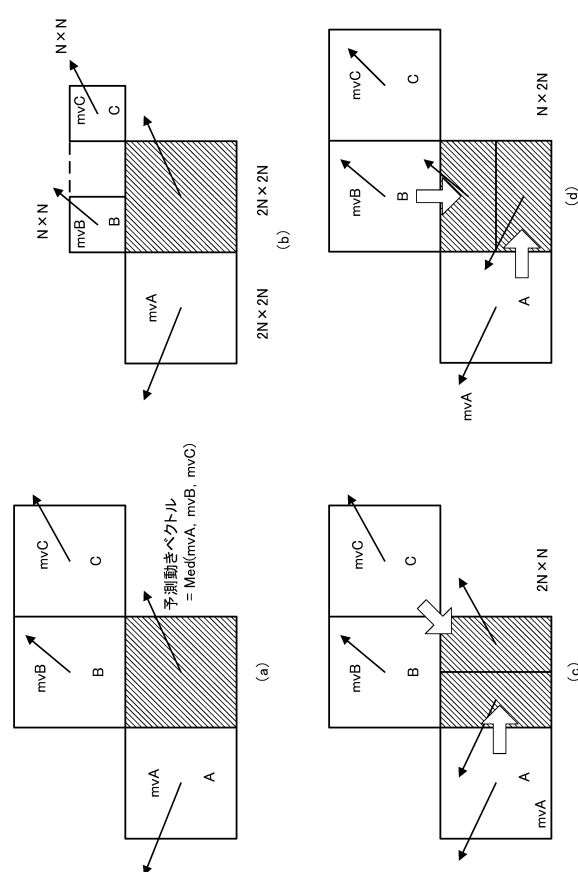 mvA
A
mvB
B
mvC
C
予測動きベクトル
= Med(mvA, mvB, mvC)
(a)
mvA
N×N
mvB
B
mvC
C
N×N
2N×2N
2N×2N
(b)
mvA
A
mvB
B
mvC
C
2N×N
(c)
mvA
A
mvB
B
mvC
C
N×2N
(d)